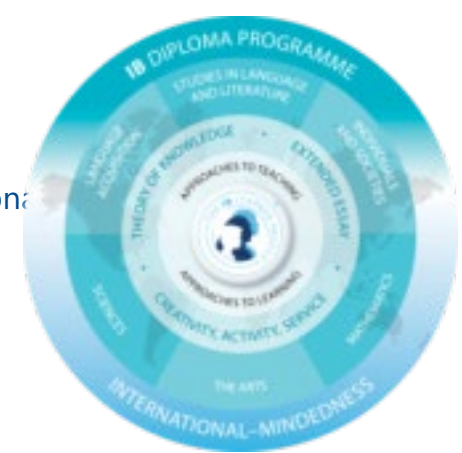 IB DIPLOMA PROGRAMME
STUDIES IN LANGUAGE
AND LITERATURE
LANGUAGE
ACQUISITION
INDIVIDUALS
AND SOCIETIES
THEORY OF KNOWLEDGE
EXTENDED ESSAY
APPROACHES TO TEACHING
ona
APPROACHES TO LEARNING
CREATIVITY, ACTIVITY, SERVICE
SCIENCES
MATHEMATICS
THE ARTS
INTERNATIONAL–MINDEDNESS